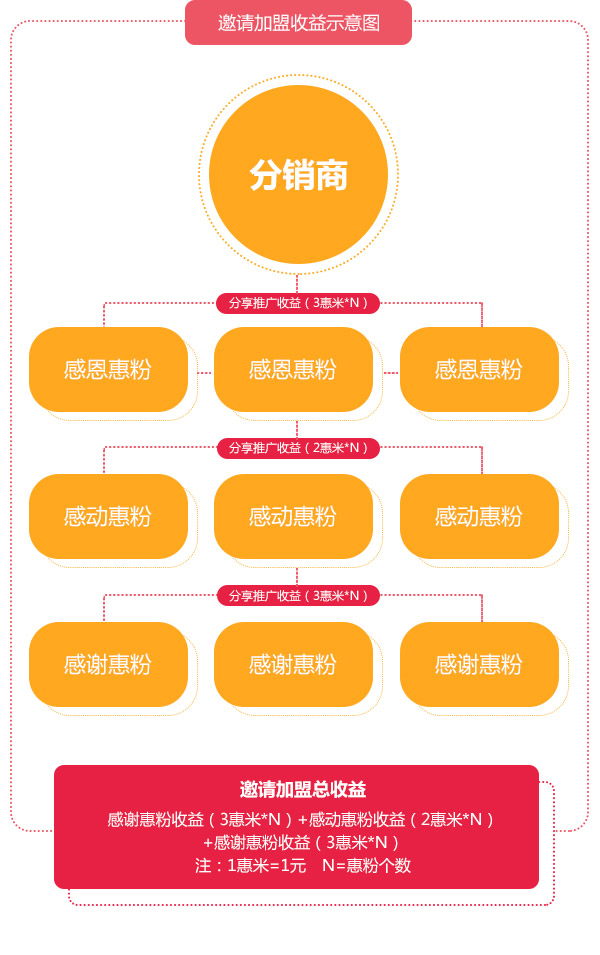 邀请加盟收益示意图
分销商
分享推广收益（3惠米*N）
感恩惠粉 感恩惠粉 感恩惠粉
分享推广收益（2惠米*N）
感动惠粉 感动惠粉 感动惠粉
分享推广收益（3惠米*N）
感谢惠粉 感谢惠粉 感谢惠粉
邀请加盟总收益
感谢惠粉收益（3惠米*N）+感动惠粉收益（2惠米*N）
+感谢惠粉收益（3惠米*N）
注：1惠米=1元 N=惠粉个数